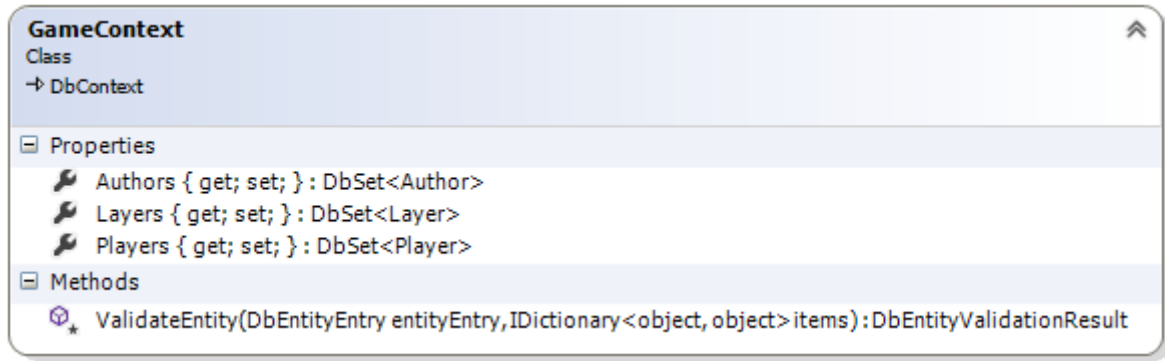 GameContext
Class
DbContext
Properties
Authors { get; set; } : DbSet<Author>
Layers { get; set; } : DbSet<Layer>
Players { get; set; } : DbSet<Player>
Methods
ValidateEntity(DbEntityEntry entityEntry,IDictionary<object,object>items):DbEntityValidationResult